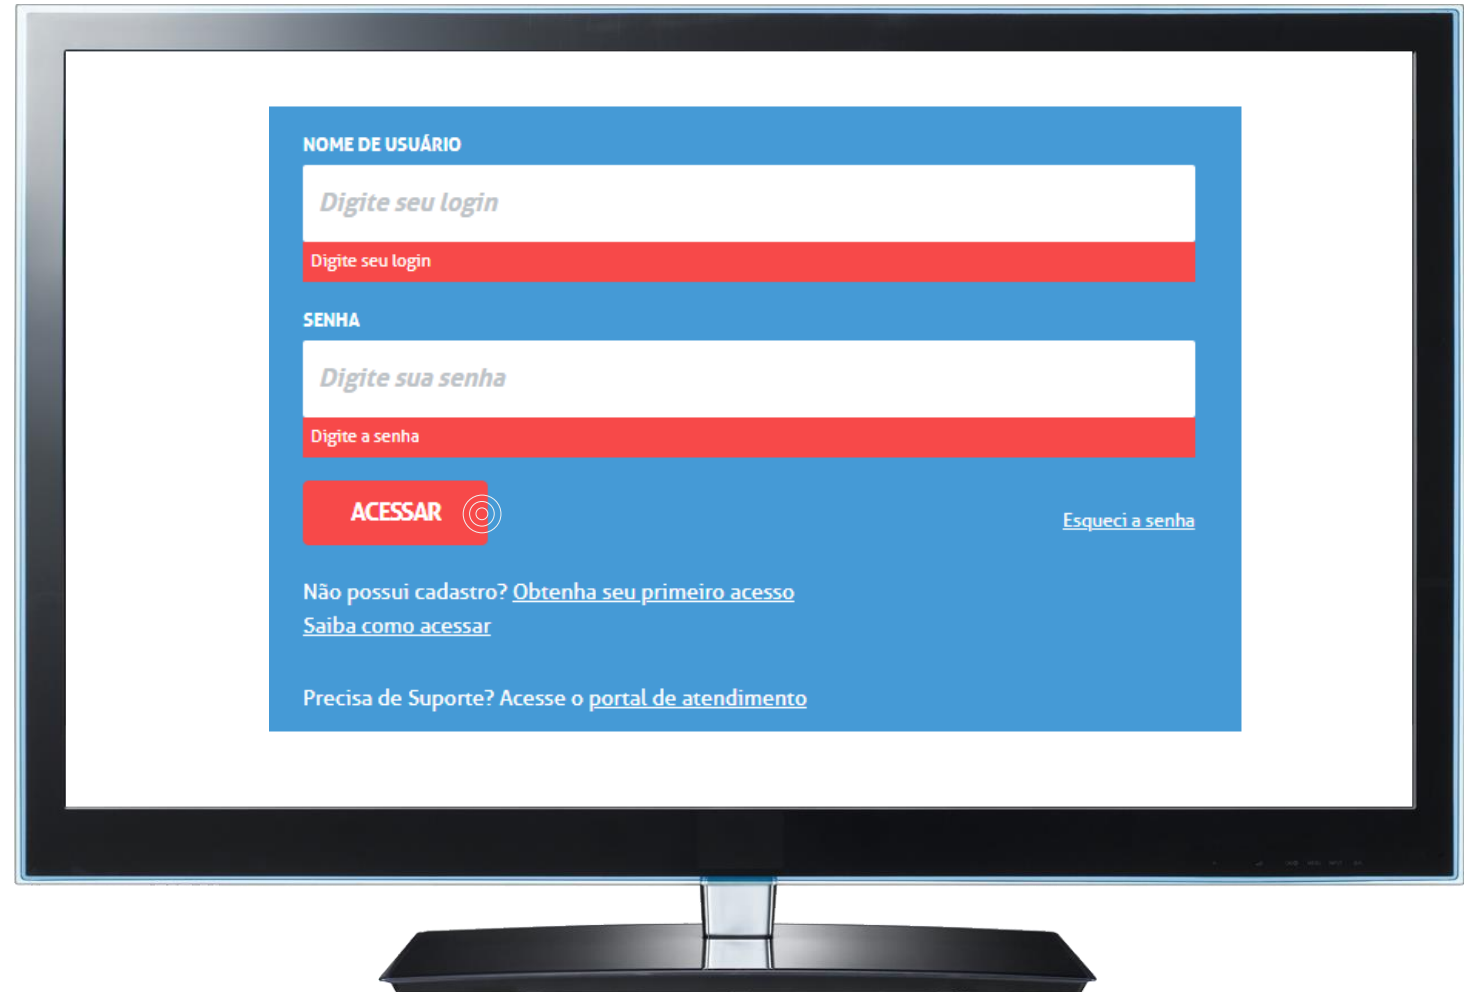 NOME DE USUÁRIO
Digite seu login
Digite seu login
SENHA
Digite sua senha
Digite a senha
ACESSAR
Esqueci a senha
Não possui cadastro? Obtenha seu primeiro acesso
Saiba como acessar
Precisa de Suporte? Acesse o portal de atendimento